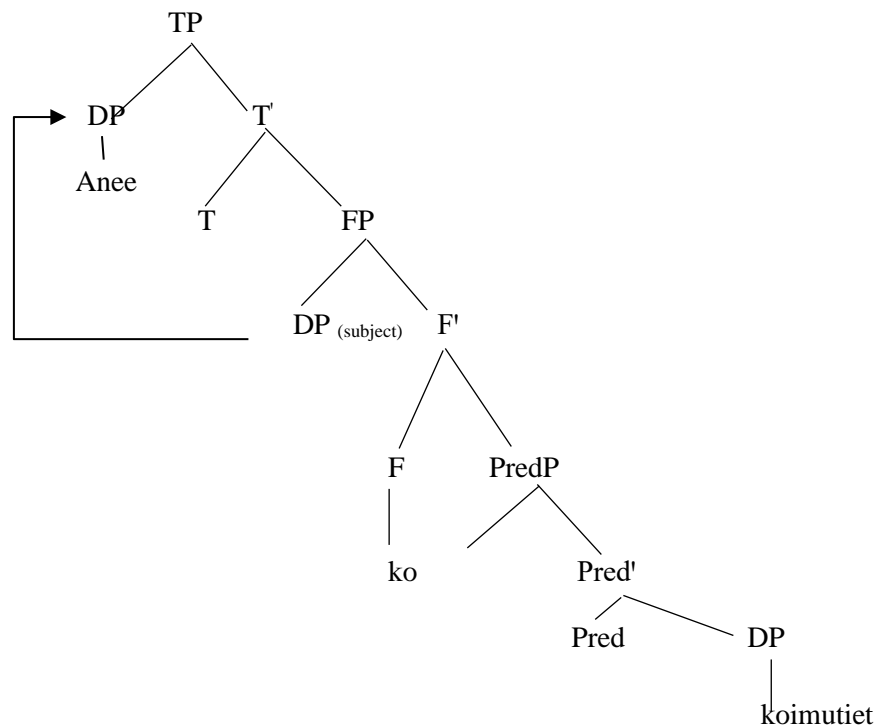 TP
DP T'
Anee
T FP
DP (subject) F'
F PredP
ko Pred'
Pred DP
koimutiet